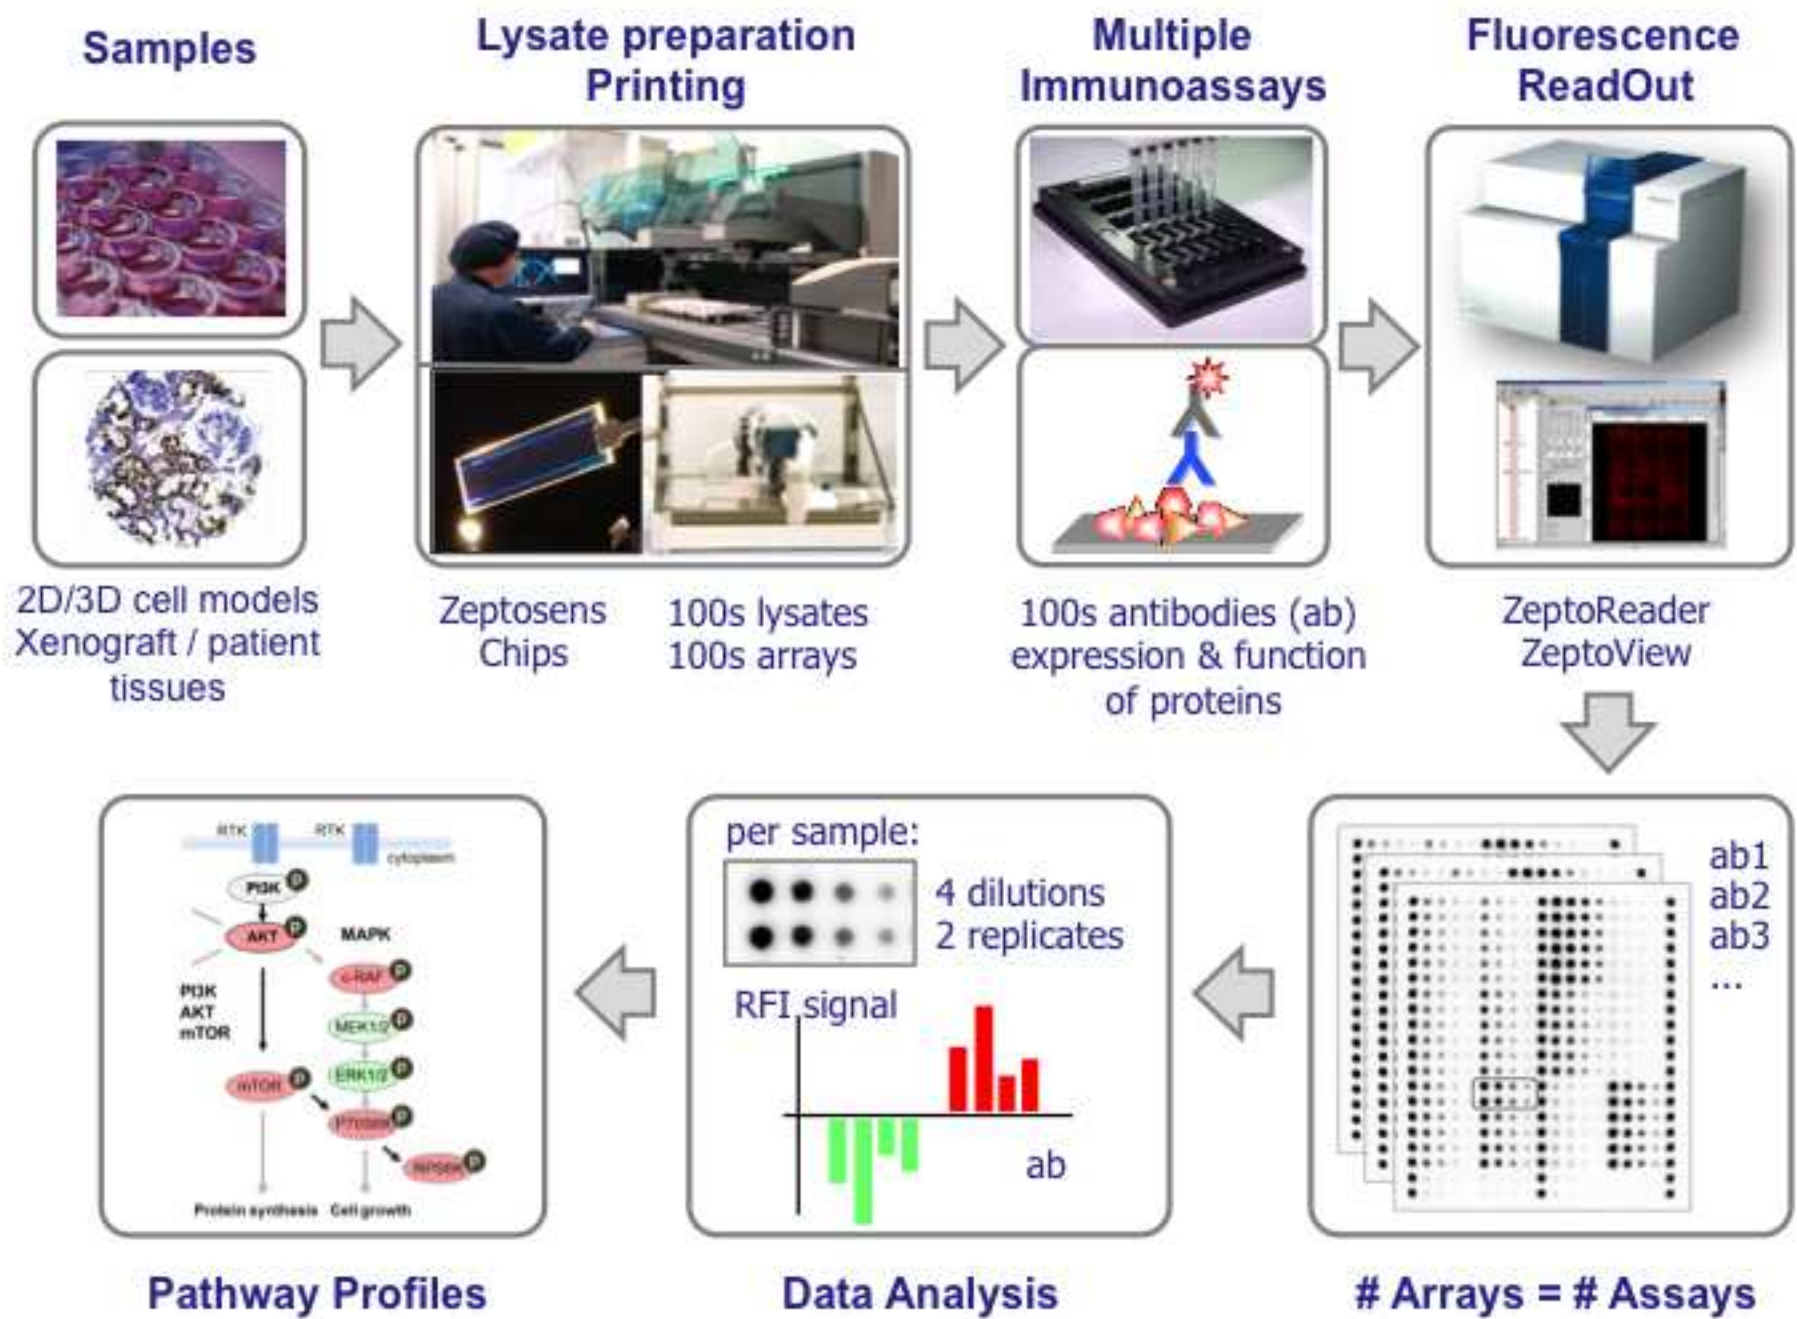 Samples
Lysate preparation
Printing
Multiple
Immunoassays
Fluorescence
ReadOut
2D/3D cell models
Xenograft / patient
tissues
Zeptosens
Chips
100s lysates
100s arrays
100s antibodies (ab)
expression & function
of proteins
ZeptoReader
ZeptoView
RTK
RTK
cytoplasm
PI3K
P
AKT
P
MAPK
c-RAF
P
PI3K
AKT
mTOR
MEK1/2
P
ERK1/2
P
mTOR
P
P
P
Protein synthesis
Cell growth
per sample:
4 dilutions
2 replicates
RFI signal
ab
ab1
ab2
ab3
...
Pathway Profiles
Data Analysis
# Arrays = # Assays